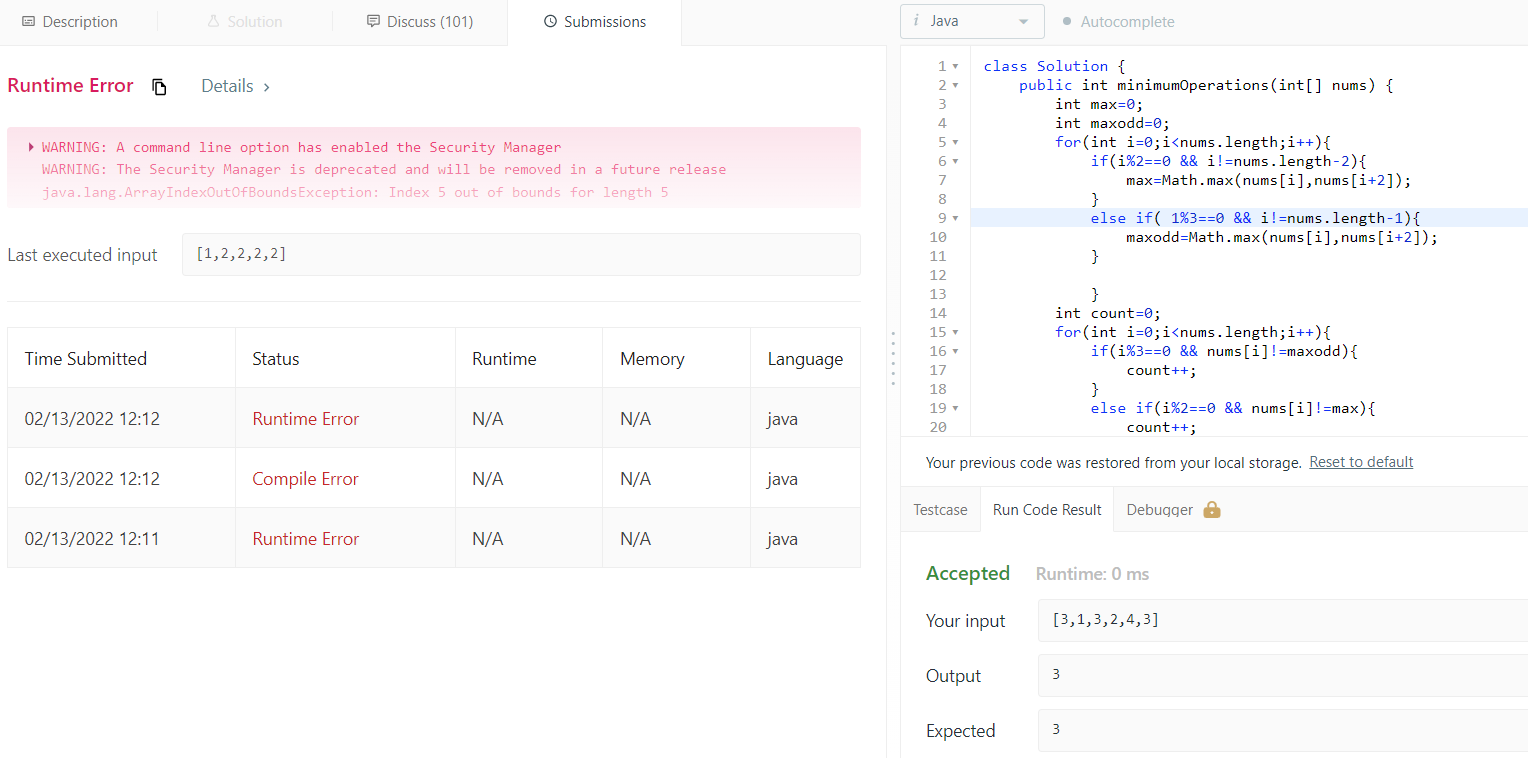 Description
Solution
Discuss (101)
Submissions
Runtime Error
Details
WARNING: A command line option has enabled the Security Manager
WARNING: The Security Manager is deprecated and will be removed in a future release
java.lang.ArrayIndexOutOfBoundsException: Index 5 out of bounds for length 5
Last executed input
[1,2,2,2,2]
Time Submitted Status Runtime Memory Language
02/13/2022 12:12 Runtime Error N/A N/A java
02/13/2022 12:12 Compile Error N/A N/A java
02/13/2022 12:11 Runtime Error N/A N/A java
i Java
Autocomplete
1 class Solution {
2 public int minimumOperations(int[] nums) {
3 int max=0;
4 int maxodd=0;
5 for(int i=0;i<nums.length;i++){
6 if(i%2==0 && i!=nums.length-2){
7 max=Math.max(nums[i],nums[i+2]);
8 }
9 else if( 1%3==0 && i!=nums.length-1){
10 maxodd=Math.max(nums[i],nums[i+2]);
11 }
12
13 }
14 int count=0;
15 for(int i=0;i<nums.length;i++){
16 if(i%3==0 && nums[i]!=maxodd){
17 count++;
18 }
19 else if(i%2==0 && nums[i]!=max){
20 count++;
Your previous code was restored from your local storage. Reset to default
Testcase
Run Code Result
Debugger
Accepted Runtime: 0 ms
Your input
[3,1,3,2,4,3]
Output
3
Expected
3